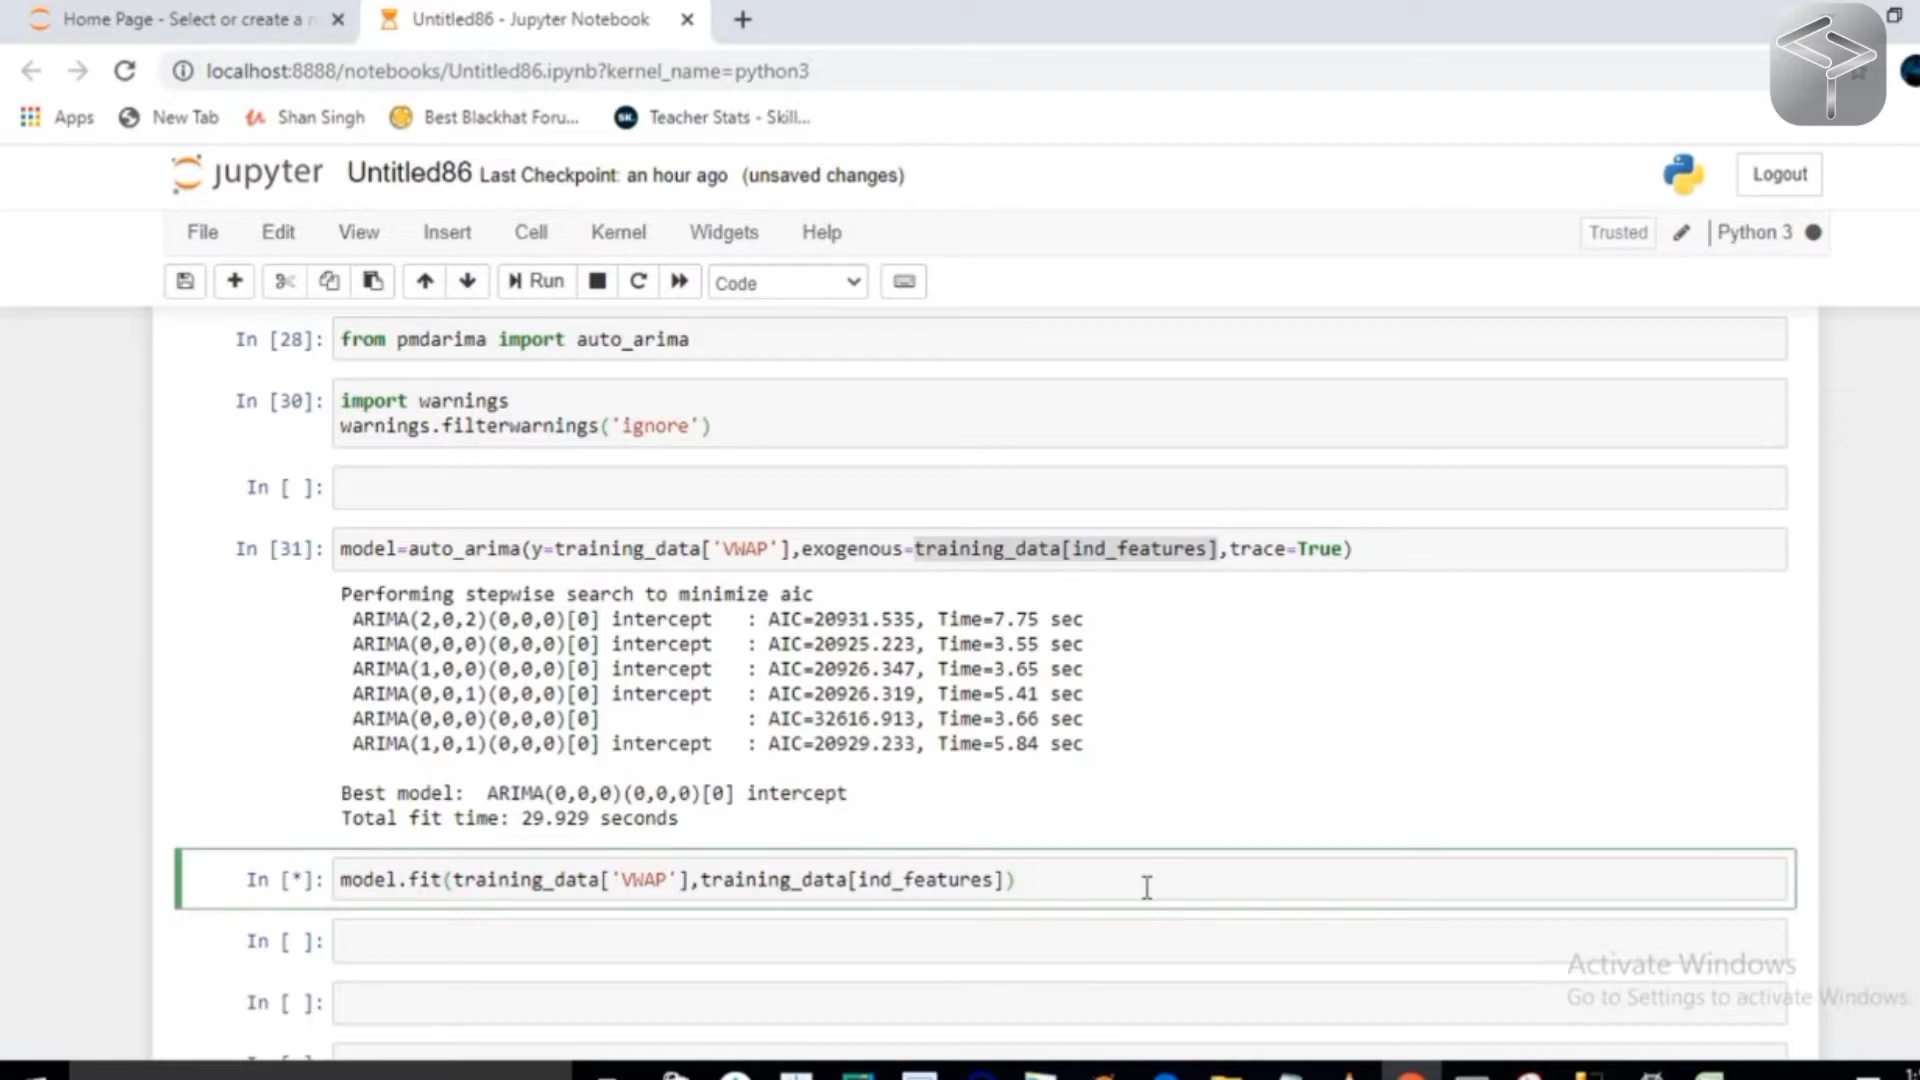 Home Page - Select or create a n
Untitled86 - Jupyter Notebook
localhost:8888/notebooks/Untitled86.ipynb?kernel_name=python3
Apps
New Tab
Shan Singh
Best Blackhat Foru...
SK.
Teacher Stats - Skill...
jupyter
Untitled86 Last Checkpoint: an hour ago (unsaved changes)
Logout
File Edit View Insert Cell Kernel Widgets Help
Trusted
Python 3
Run
Code
In [28]: from pmdarima import auto_arima
In [30]: import warnings
warnings.filterwarnings('ignore')
In [ ]:
In [31]: model=auto_arima(y=training_data['VWAP'],exogenous=training_data[ind_features],trace=True)
Performing stepwise search to minimize aic
ARIMA(2,0,2)(0,0,0)[0] intercept : AIC=20931.535, Time=7.75 sec
ARIMA(0,0,0)(0,0,0)[0] intercept : AIC=20925.223, Time=3.55 sec
ARIMA(1,0,0)(0,0,0)[0] intercept : AIC=20926.347, Time=3.65 sec
ARIMA(0,0,1)(0,0,0)[0] intercept : AIC=20926.319, Time=5.41 sec
ARIMA(0,0,0)(0,0,0)[0] : AIC=32616.913, Time=3.66 sec
ARIMA(1,0,1)(0,0,0)[0] intercept : AIC=20929.233, Time=5.84 sec
Best model: ARIMA(0,0,0)(0,0,0)[0] intercept
Total fit time: 29.929 seconds
In [*]: model.fit(training_data['VWAP'],training_data[ind_features])
In [ ]:
In [ ]:
Activate Windows
Go to Settings to activate Windows.